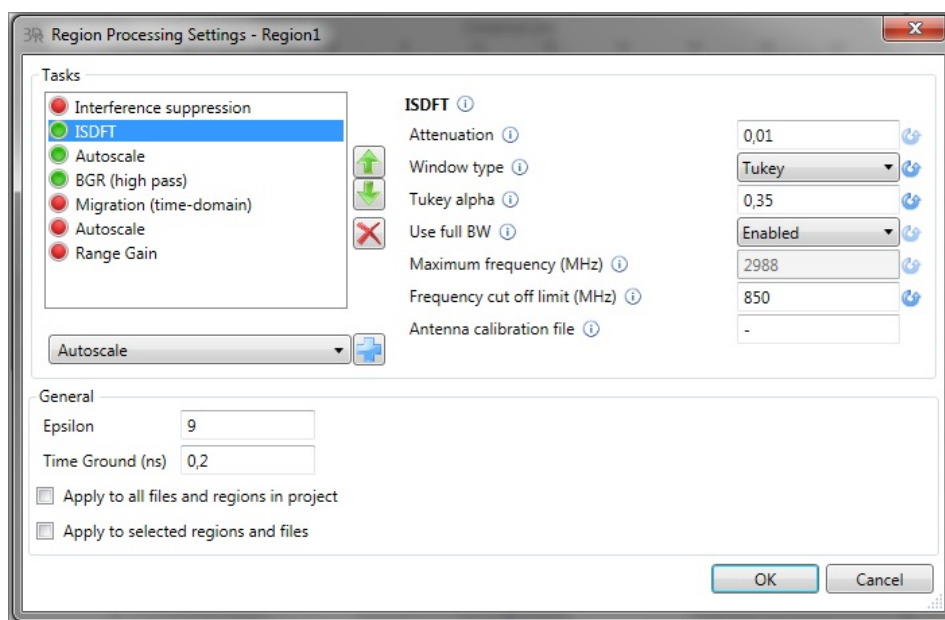 3R Region Processing Settings - Region1
Tasks
Interference suppression
ISDFT
Autoscale
BGR (high pass)
Migration (time-domain)
Autoscale
Range Gain
Autoscale
ISDFT
Attenuation 0,01
Window type Tukey
Tukey alpha 0,35
Use full BW Enabled
Maximum frequency (MHz) 2988
Frequency cut off limit (MHz) 850
Antenna calibration file -
General
Epsilon 9
Time Ground (ns) 0,2
Apply to all files and regions in project
Apply to selected regions and files
OK Cancel